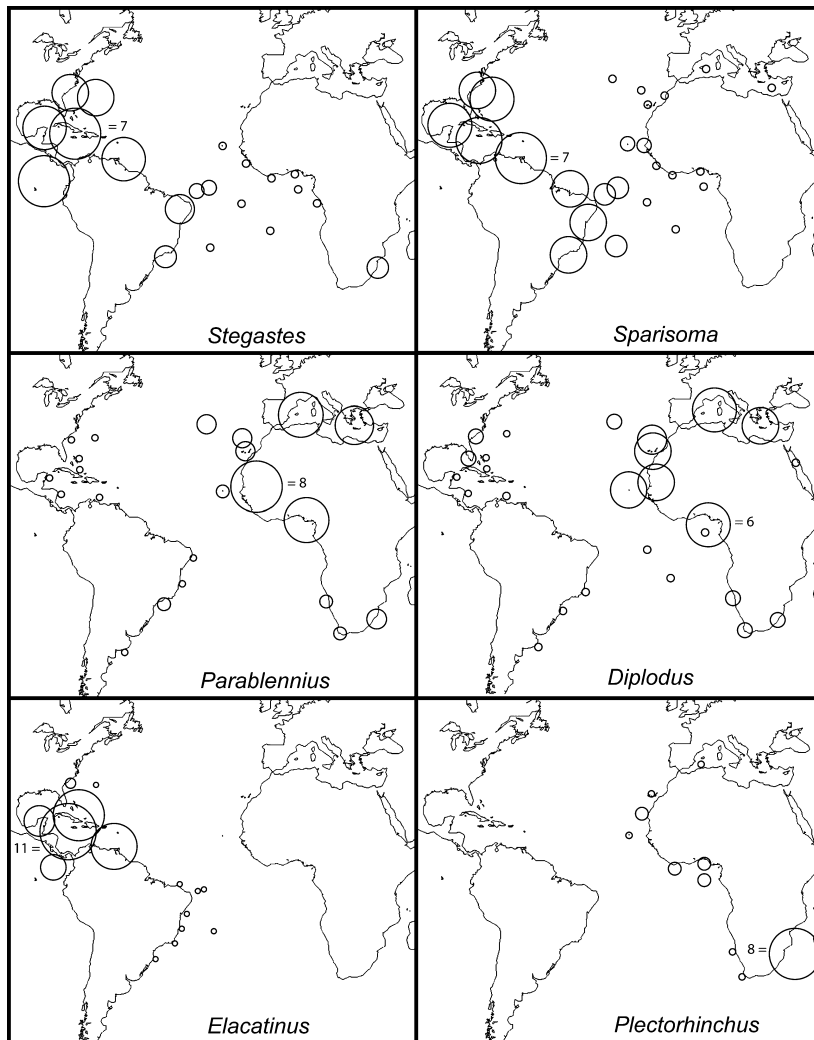 = 7
Stegastes
= 7
Sparisoma
= 8
Parablennius
= 6
Diplodus
11 =
Elacatinus
8 =
Plectorhinchus